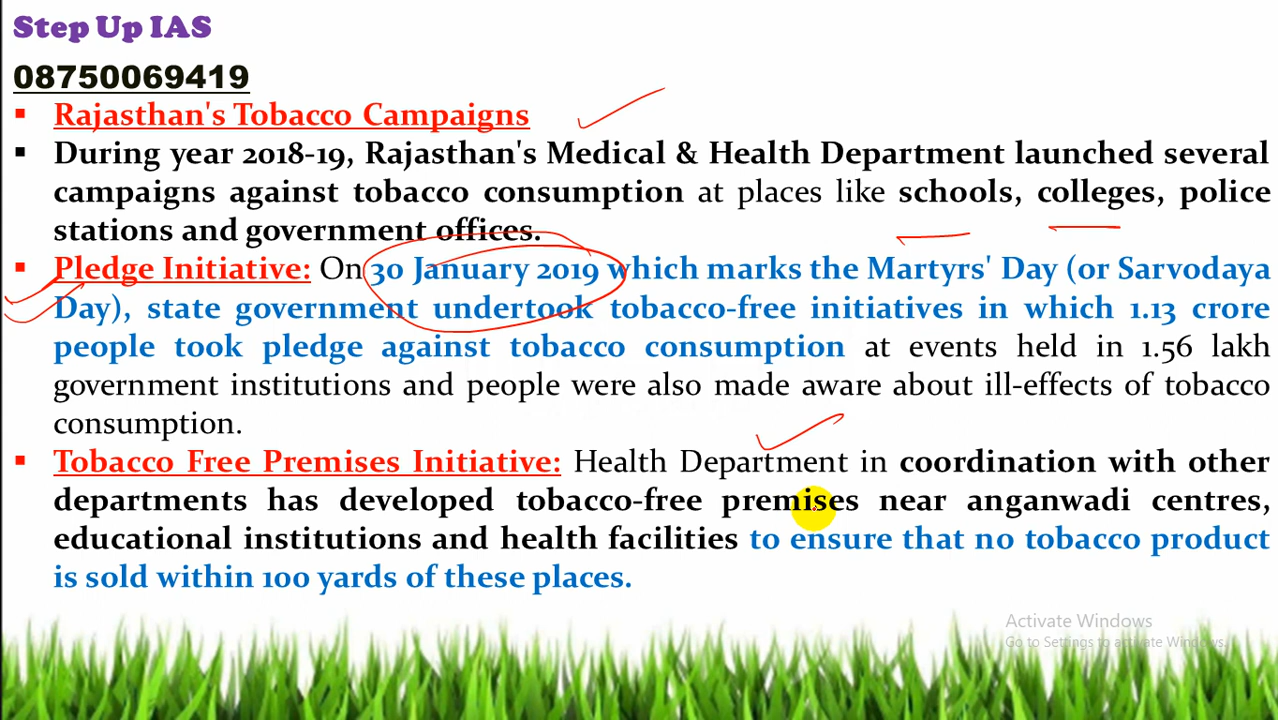 Step Up IAS
08750069419
▪ Rajasthan's Tobacco Campaigns
▪ During year 2018-19, Rajasthan's Medical & Health Department launched several
campaigns against tobacco consumption at places like schools, colleges, police
stations and government offices.
▪ Pledge Initiative: On 30 January 2019 which marks the Martyrs' Day (or Sarvodaya
Day), state government undertook tobacco-free initiatives in which 1.13 crore
people took pledge against tobacco consumption at events held in 1.56 lakh
government institutions and people were also made aware about ill-effects of tobacco
consumption.
▪ Tobacco Free Premises Initiative: Health Department in coordination with other
departments has developed tobacco-free premises near anganwadi centres,
educational institutions and health facilities to ensure that no tobacco product
is sold within 100 yards of these places.
Activate Windows
Go to Settings to activate Windows.